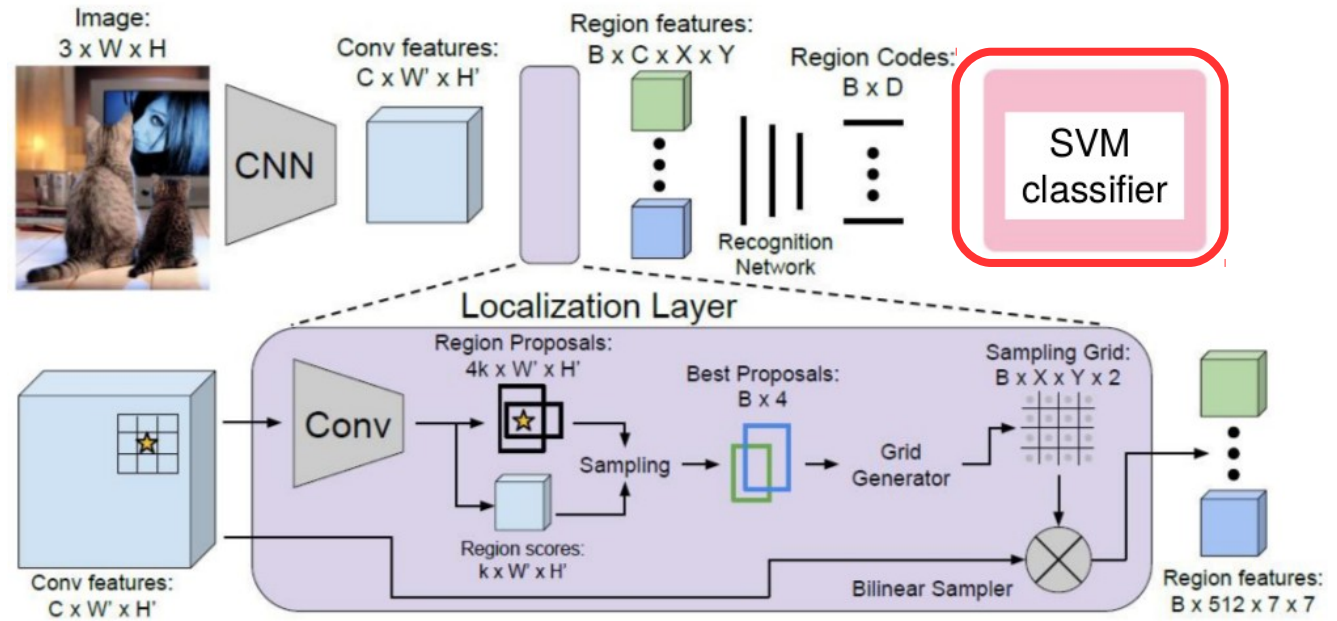 Image:
3 x W x H
Conv features:
C x W' x H'
Region features:
B x C x X x Y
Region Codes:
B x D
CNN
SVM
classifier
Recognition
Network
Localization Layer
Region Proposals:
4k x W' x H'
Conv
Sampling
Region scores:
k x W' x H'
Best Proposals:
B x 4
Grid
Generator
Sampling Grid:
B x X x Y x 2
Bilinear Sampler
Conv features:
C x W' x H'
Region features:
B x 512 x 7 x 7